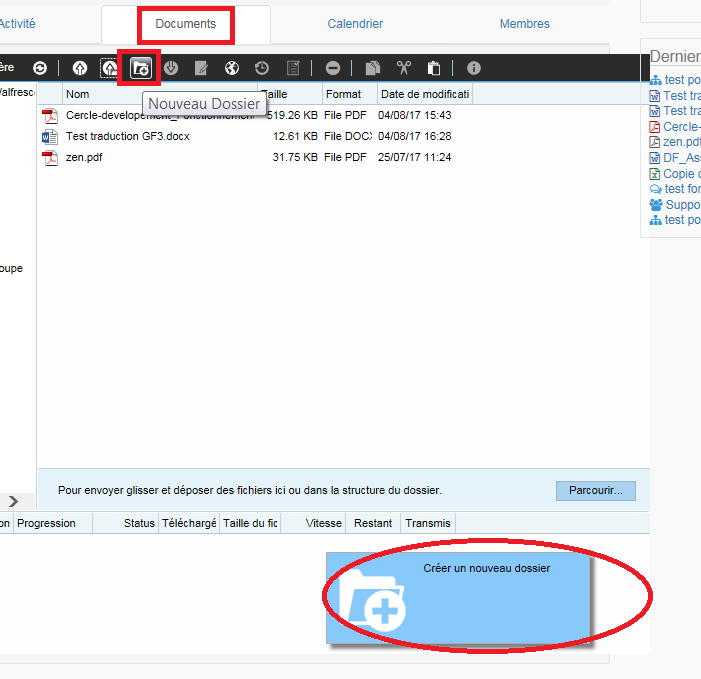 Activité Documents Calendrier Membres
ère
Dernier
Valfresc
Nom Taille Format Date de modificati
Nouveau Dossier
Cercle-developement_Fonctionnement 519.26 KB File PDF 04/08/17 15:43
Test traduction GF3.docx 12.61 KB File DOCX 04/08/17 16:28
zen.pdf 31.75 KB File PDF 25/07/17 11:24
test po
Test tra
Test tra
Cercle-
zen.pdf
DF_Ass
Copie d
test for
Suppo
test po
oupe
Pour envoyer glisser et déposer des fichiers ici ou dans la structure du dossier.
Parcourir...
on Progression Status Téléchargé Taille du fic Vitesse Restant Transmis
Créer un nouveau dossier